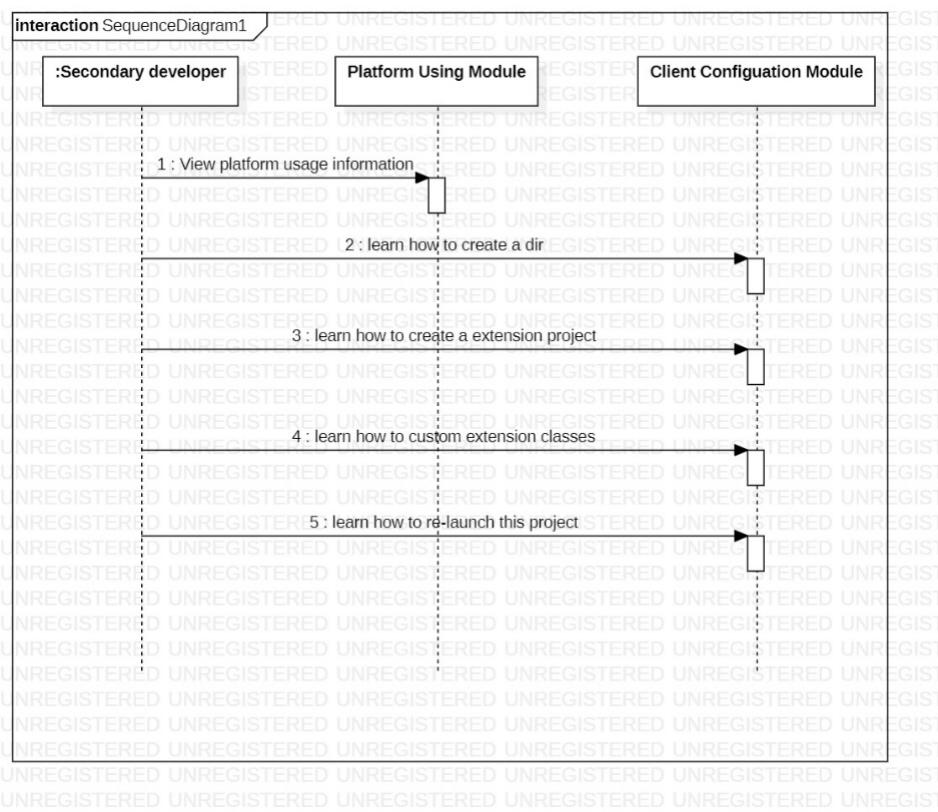 interaction SequenceDiagram1
:Secondary developer
Platform Using Module
Client Configuation Module
1 : View platform usage information
2 : learn how to create a dir
3 : learn how to create a extension project
4 : learn how to custom extension classes
5 : learn how to re-launch this project
UNREGISTERED